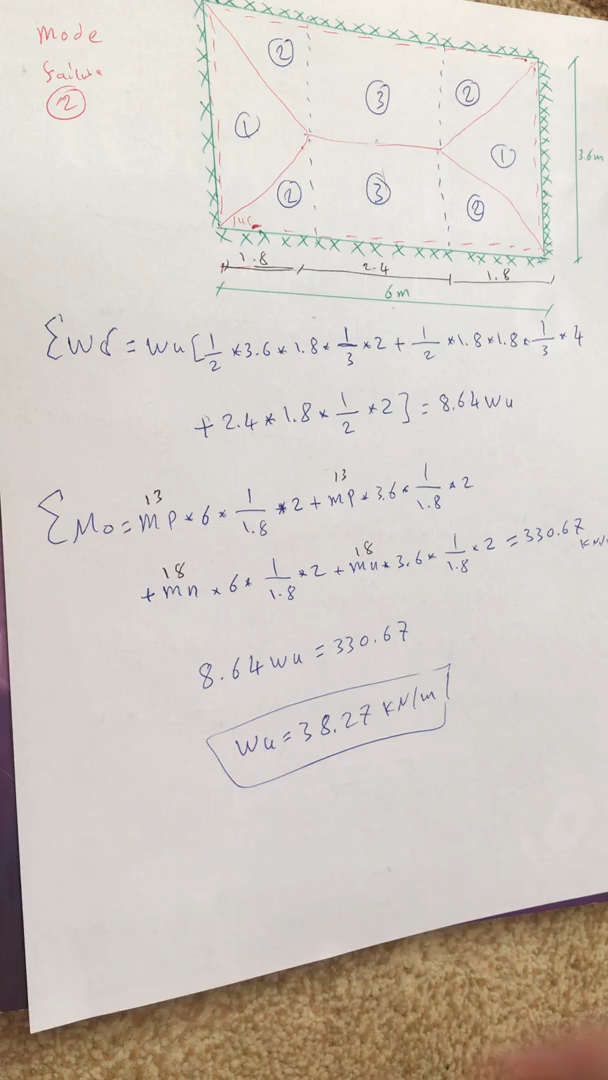 Mode
failure
②
② ③ ②
① ①
② ③ ②
3.6m
45
1.8 2.4 1.8
6m
ΣWδ = Wu[1/2 * 3.6 * 1.8 * 1/3 * 2 + 1/2 * 1.8 * 1.8 * 1/3 * 4
+ 2.4 * 1.8 * 1/2 * 2] = 8.64 Wu
13 13
ΣMθ = mp * 6 * 1/1.8 * 2 + mp * 3.6 * 1/1.8 * 2
18 18
+ mn * 6 * 1/1.8 * 2 + mn * 3.6 * 1/1.8 * 2 = 330.67
8.64 Wu = 330.67
Wu = 38.27 KN/m